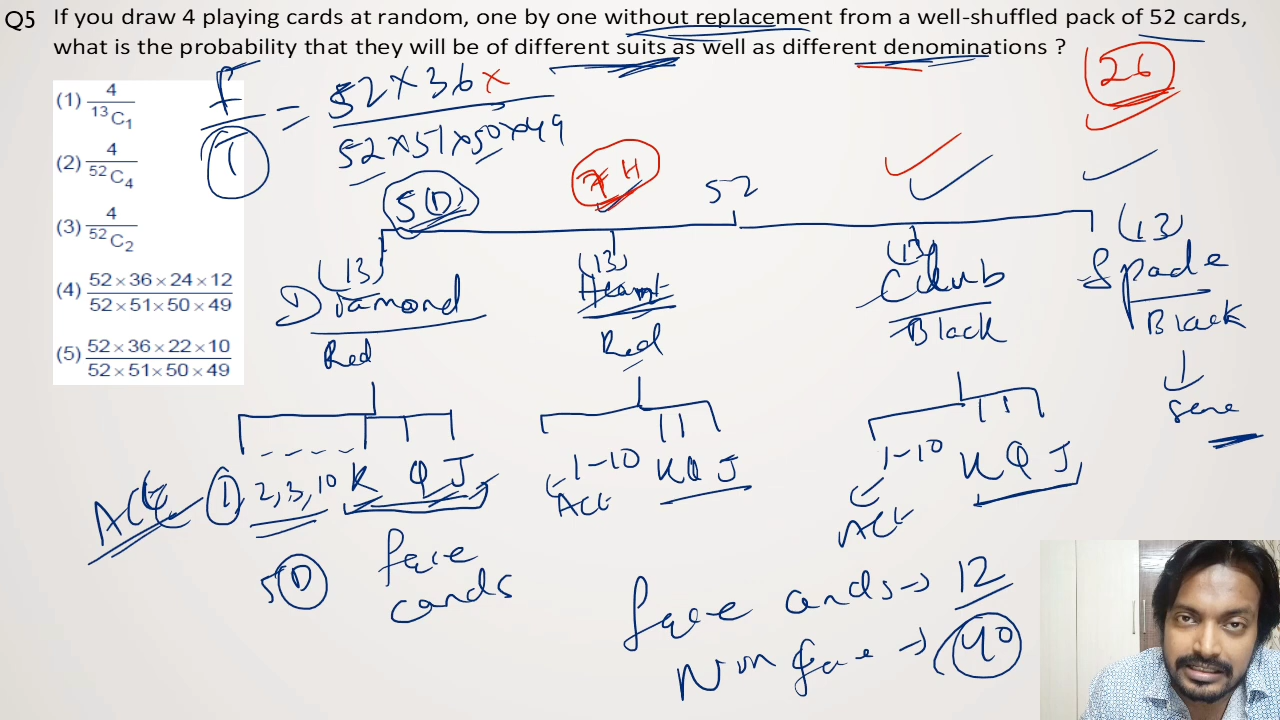 Q5 If you draw 4 playing cards at random, one by one without replacement from a well-shuffled pack of 52 cards,
what is the probability that they will be of different suits as well as different denominations ?
(1) 4 / 13C1
(2) 4 / 52C4
(3) 4 / 52C2
(4) 52×36×24×12 / 52×51×50×49
(5) 52×36×22×10 / 52×51×50×49
F / T = 52×36× / 52×51×50×49
26
5(D) 7H 52
(13) (13) (13) (13)
Diamond Heart Club Spade
Red Red Black Black
1-10 K Q J
ACE 1 2, 3, 10 K Q J
1-10 K Q J
ACE ACE
5(D) face cards
face cards → 12
Non face → 40